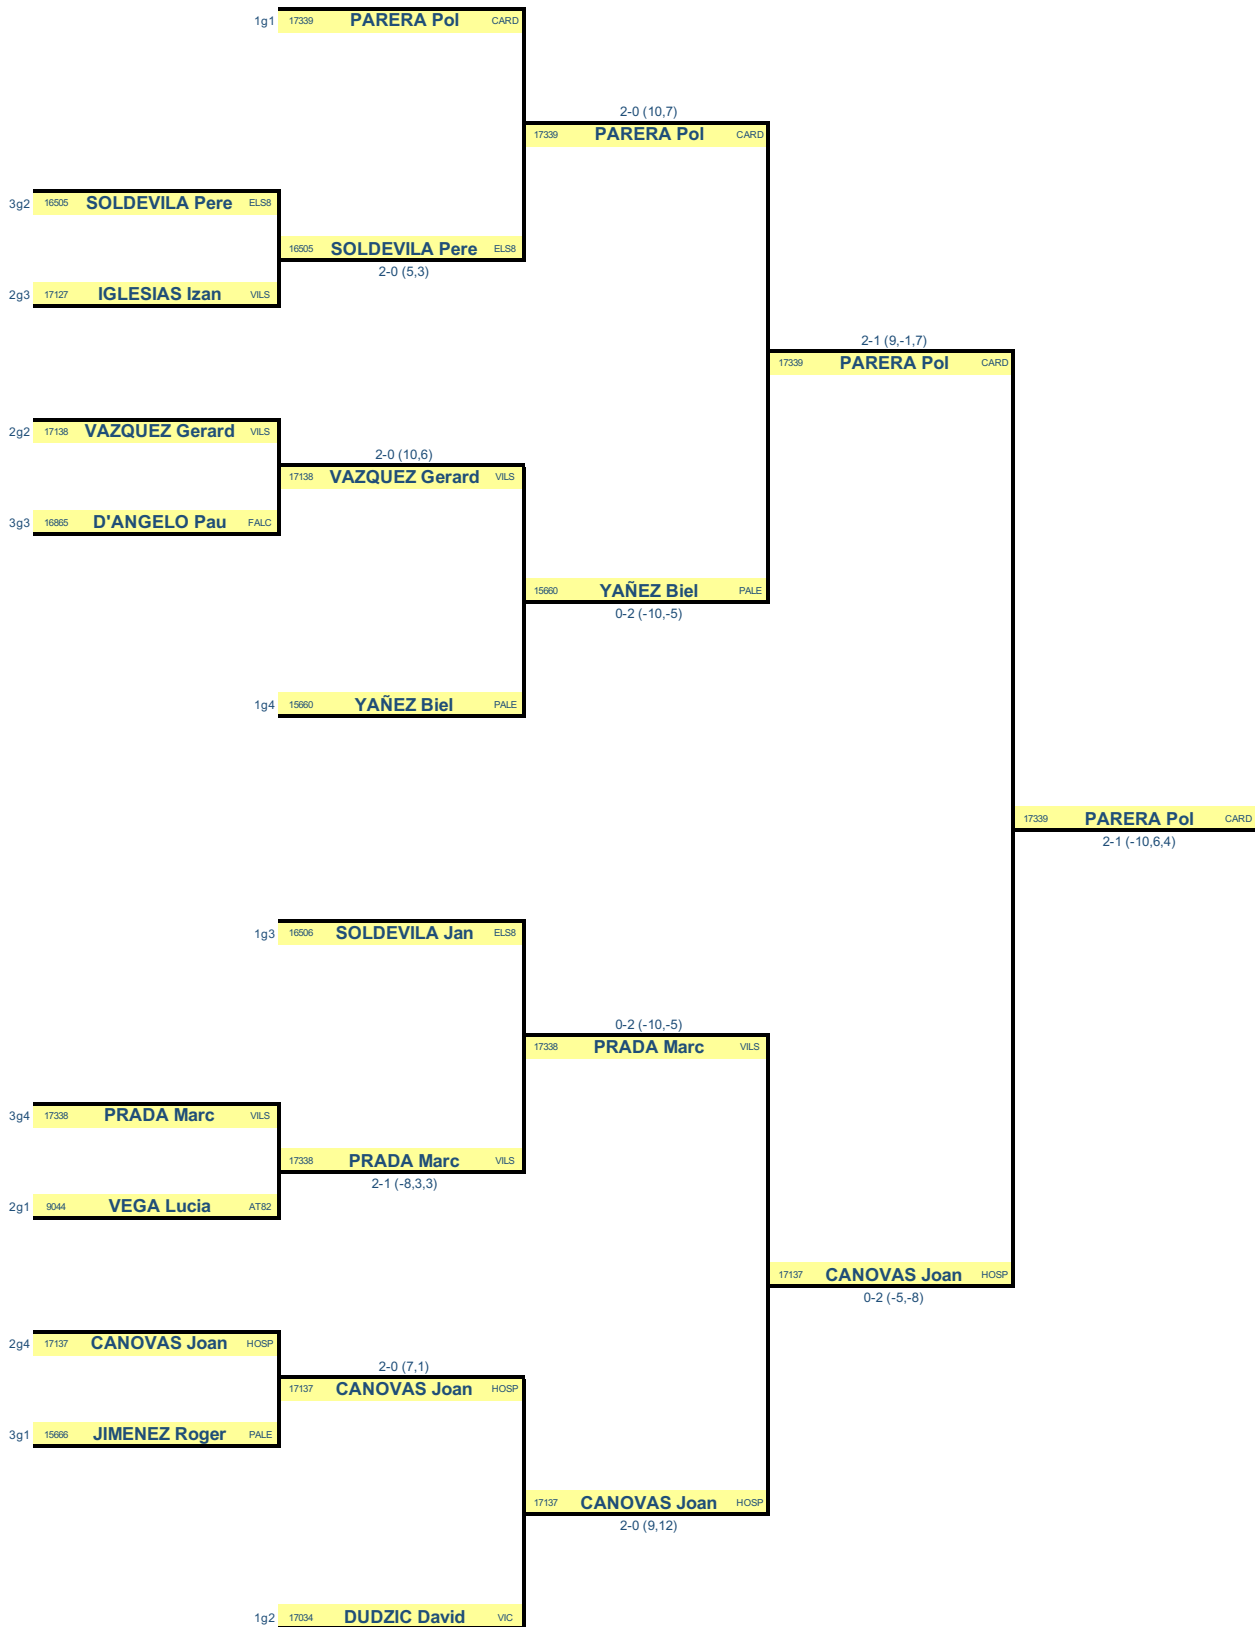 1g1 17339 PARERA Pol CARD
2-0 (10,7)
17339 PARERA Pol CARD
3g2 16505 SOLDEVILA Pere ELS8
16505 SOLDEVILA Pere ELS8
2-0 (5,3)
2g3 17127 IGLESIAS Izan VILS
2-1 (9,-1,7)
17339 PARERA Pol CARD
2g2 17138 VAZQUEZ Gerard VILS
2-0 (10,6)
17138 VAZQUEZ Gerard VILS
3g3 16865 D'ANGELO Pau FALC
15660 YAÑEZ Biel PALE
0-2 (-10,-5)
1g4 15660 YAÑEZ Biel PALE
17339 PARERA Pol CARD
2-1 (-10,6,4)
1g3 16506 SOLDEVILA Jan ELS8
0-2 (-10,-5)
17338 PRADA Marc VILS
3g4 17338 PRADA Marc VILS
17338 PRADA Marc VILS
2-1 (-8,3,3)
2g1 9044 VEGA Lucia AT82
17137 CANOVAS Joan HOSP
0-2 (-5,-8)
2g4 17137 CANOVAS Joan HOSP
2-0 (7,1)
17137 CANOVAS Joan HOSP
3g1 15666 JIMENEZ Roger PALE
17137 CANOVAS Joan HOSP
2-0 (9,12)
1g2 17034 DUDZIC David VIC